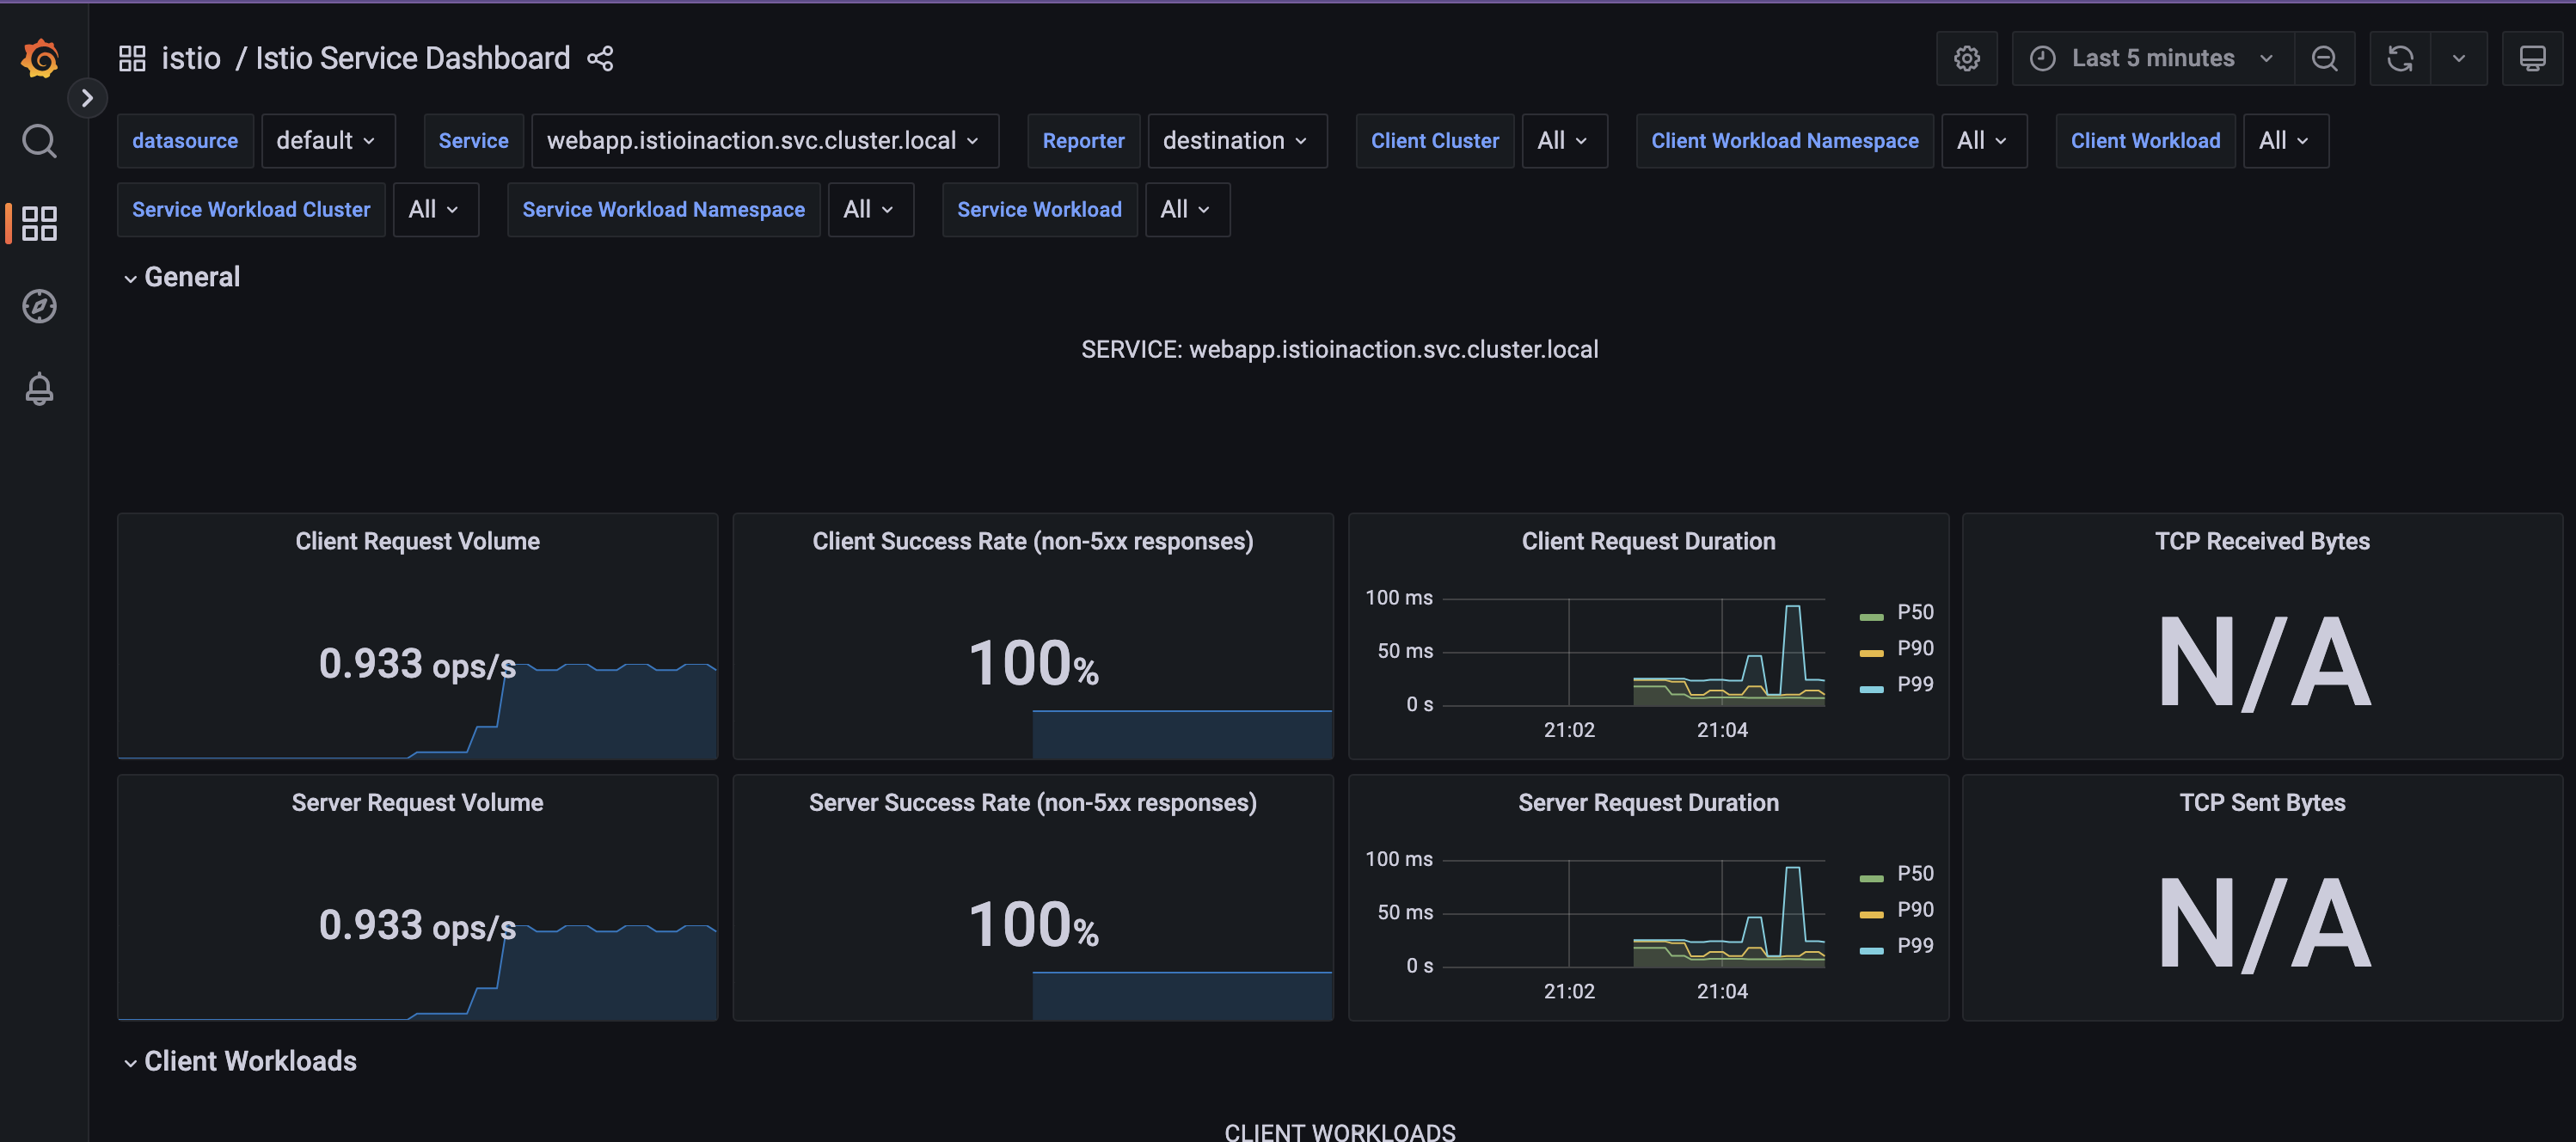 istio / Istio Service Dashboard
Last 5 minutes
datasource default Service webapp.istioinaction.svc.cluster.local Reporter destination Client Cluster All Client Workload Namespace All Client Workload All
Service Workload Cluster All Service Workload Namespace All Service Workload All
General
SERVICE: webapp.istioinaction.svc.cluster.local
Client Request Volume
0.933 ops/s
Client Success Rate (non-5xx responses)
100%
Client Request Duration
100 ms
50 ms
0 s
21:02 21:04
P50
P90
P99
TCP Received Bytes
N/A
Server Request Volume
0.933 ops/s
Server Success Rate (non-5xx responses)
100%
Server Request Duration
100 ms
50 ms
0 s
21:02 21:04
P50
P90
P99
TCP Sent Bytes
N/A
Client Workloads
CLIENT WORKLOADS